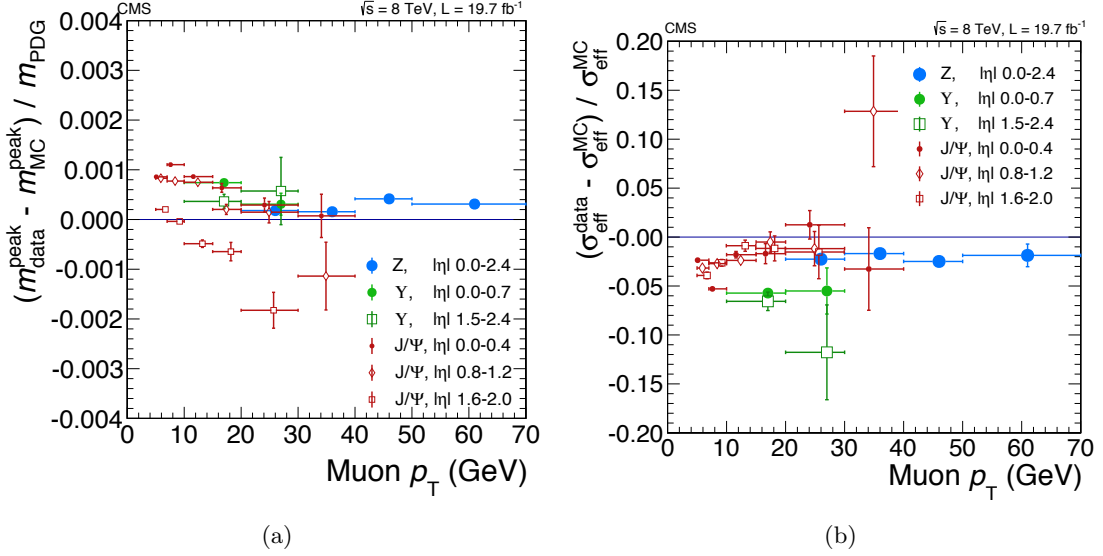 CMS √s = 8 TeV, L = 19.7 fb⁻¹
(m^peak_data - m^peak_MC) / m_PDG
0.004
0.003
0.002
0.001
0.000
-0.001
-0.002
-0.003
-0.004
Z, |η| 0.0-2.4
Υ, |η| 0.0-0.7
Υ, |η| 1.5-2.4
J/Ψ, |η| 0.0-0.4
J/Ψ, |η| 0.8-1.2
J/Ψ, |η| 1.6-2.0
0 10 20 30 40 50 60 70
Muon p_T (GeV)
(a)
CMS √s = 8 TeV, L = 19.7 fb⁻¹
(σ^data_eff - σ^MC_eff) / σ^MC_eff
0.20
0.15
0.10
0.05
-0.00
-0.05
-0.10
-0.15
-0.20
Z, |η| 0.0-2.4
Υ, |η| 0.0-0.7
Υ, |η| 1.5-2.4
J/Ψ, |η| 0.0-0.4
J/Ψ, |η| 0.8-1.2
J/Ψ, |η| 1.6-2.0
0 10 20 30 40 50 60 70
Muon p_T (GeV)
(b)